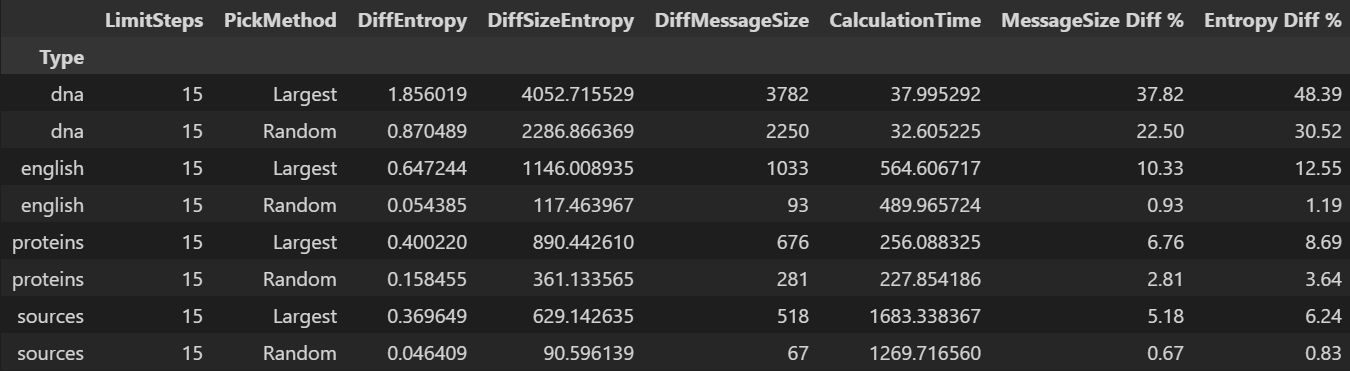 LimitSteps PickMethod DiffEntropy DiffSizeEntropy DiffMessageSize CalculationTime MessageSize Diff % Entropy Diff %
Type
dna 15 Largest 1.856019 4052.715529 3782 37.995292 37.82 48.39
dna 15 Random 0.870489 2286.866369 2250 32.605225 22.50 30.52
english 15 Largest 0.647244 1146.008935 1033 564.606717 10.33 12.55
english 15 Random 0.054385 117.463967 93 489.965724 0.93 1.19
proteins 15 Largest 0.400220 890.442610 676 256.088325 6.76 8.69
proteins 15 Random 0.158455 361.133565 281 227.854186 2.81 3.64
sources 15 Largest 0.369649 629.142635 518 1683.338367 5.18 6.24
sources 15 Random 0.046409 90.596139 67 1269.716560 0.67 0.83